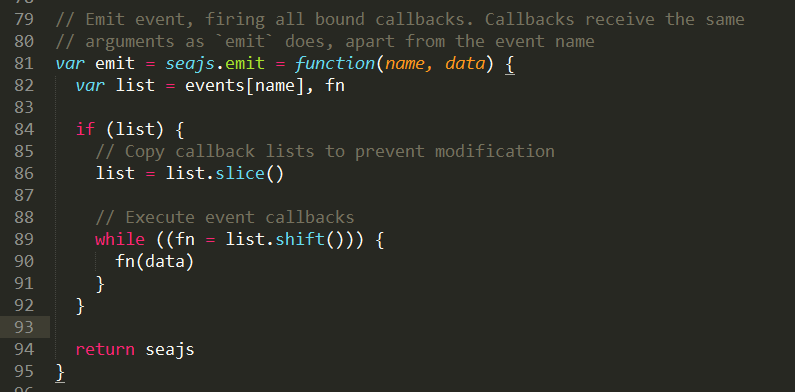 79 // Emit event, firing all bound callbacks. Callbacks receive the same
80 // arguments as `emit` does, apart from the event name
81 var emit = seajs.emit = function(name, data) {
82   var list = events[name], fn
83
84   if (list) {
85     // Copy callback lists to prevent modification
86     list = list.slice()
87
88     // Execute event callbacks
89     while ((fn = list.shift())) {
90       fn(data)
91     }
92   }
93
94   return seajs
95 }